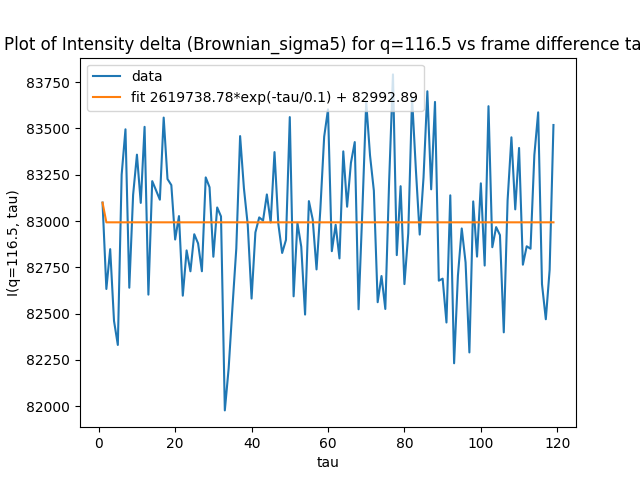 Plot of Intensity delta (Brownian_sigma5) for q=116.5 vs frame difference ta
data
fit 2619738.78*exp(-tau/0.1) + 82992.89
I(q=116.5, tau)
83750
83500
83250
83000
82750
82500
82250
82000
0 20 40 60 80 100 120
tau